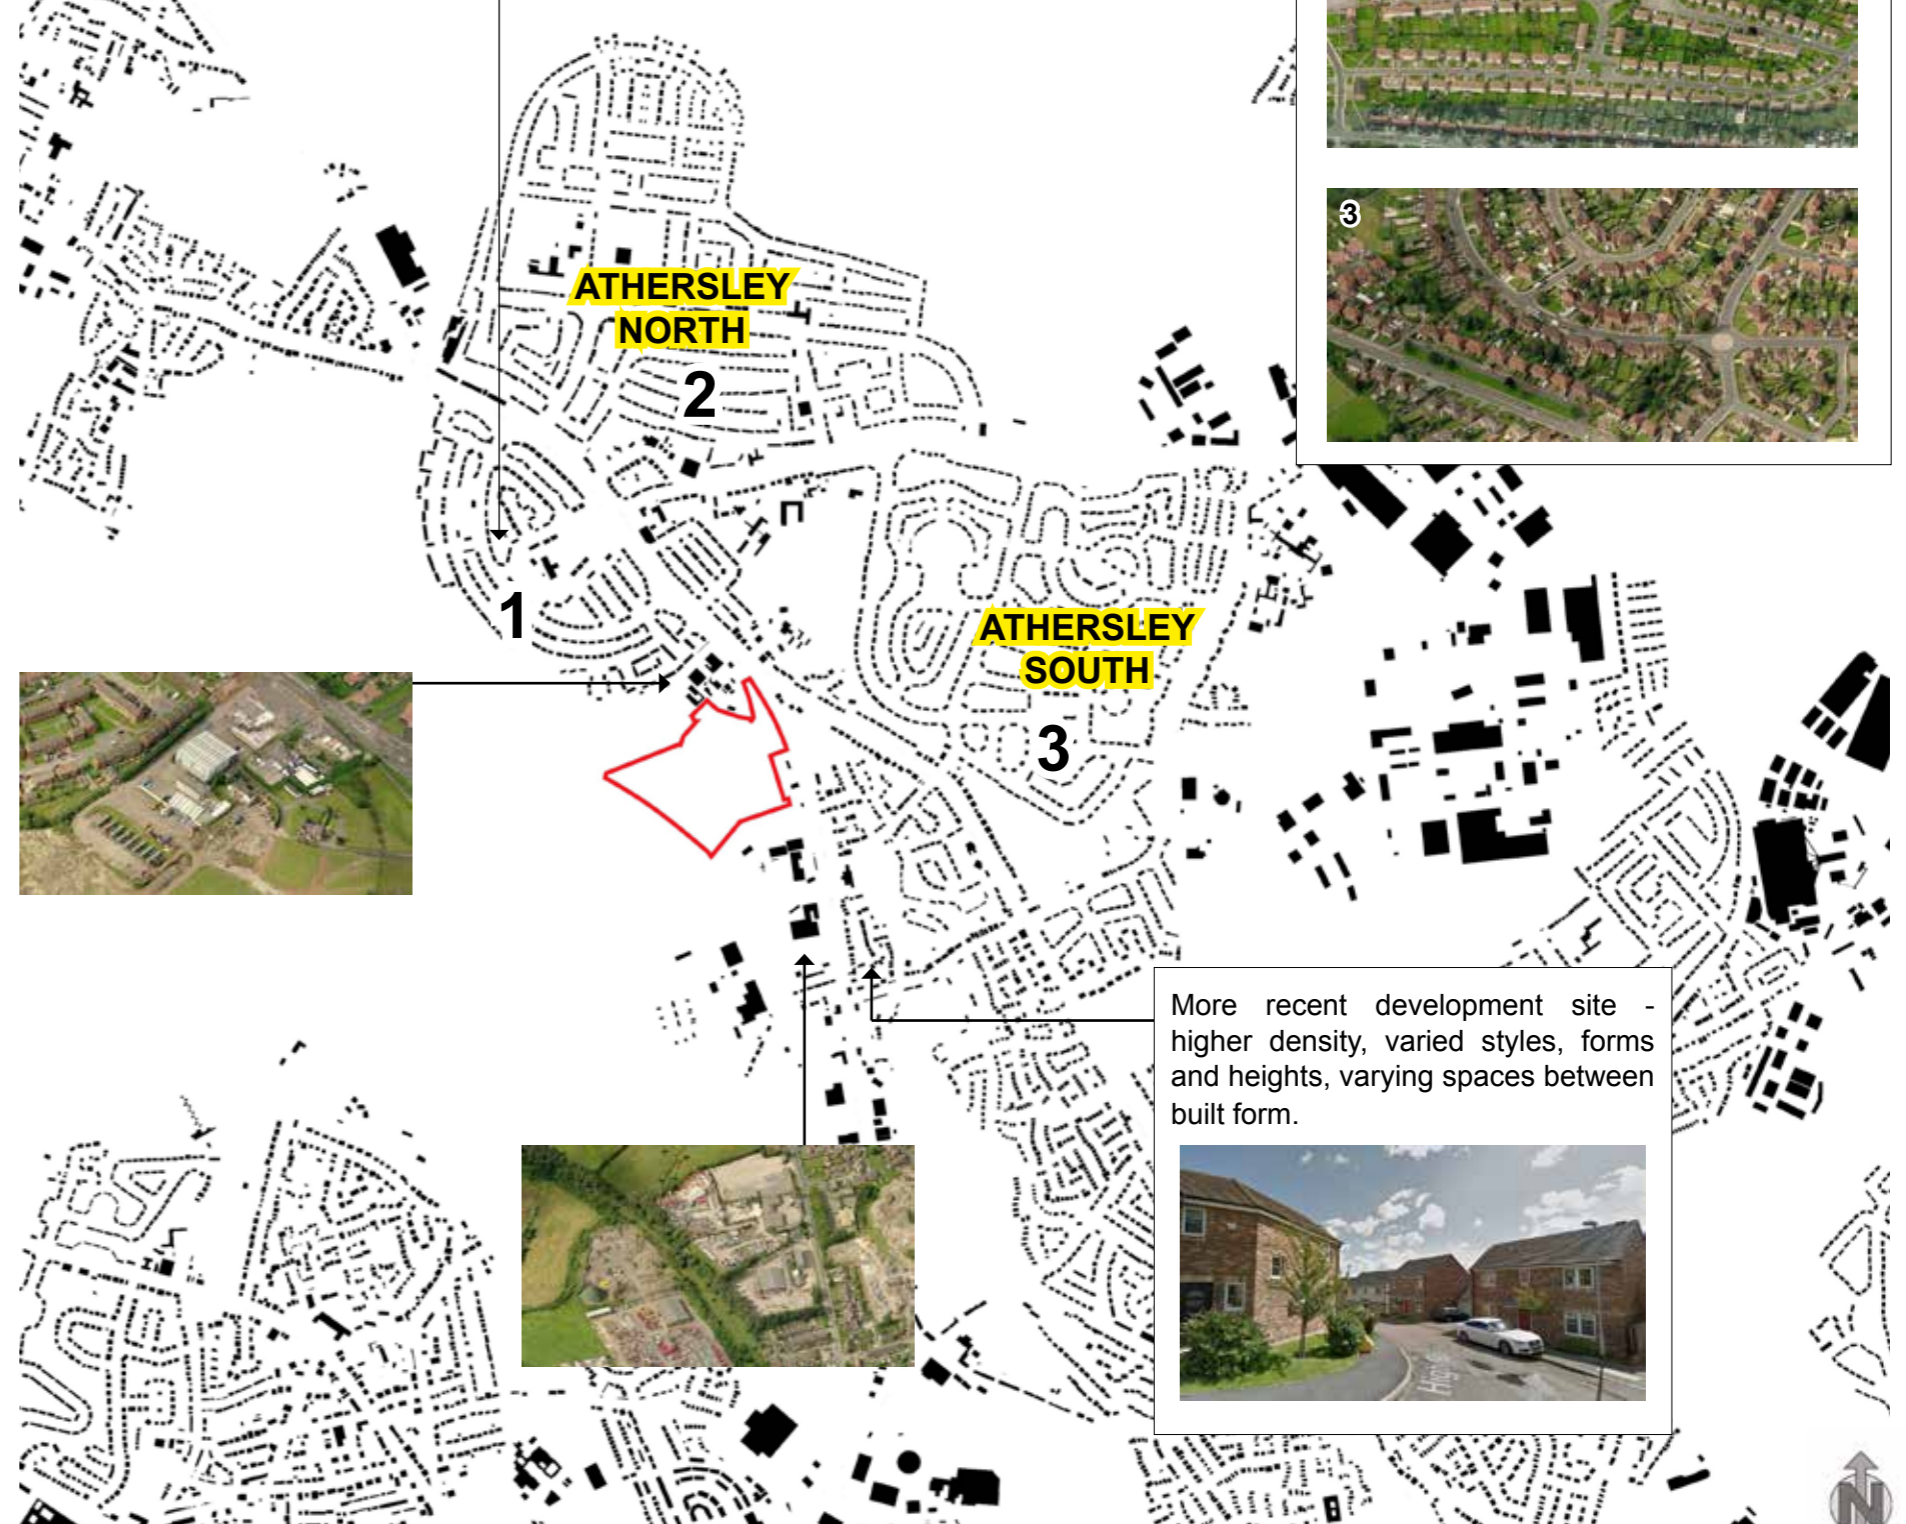 3
ATHERSLEY
NORTH
2
1
ATHERSLEY
SOUTH
3
More recent development site -
higher density, varied styles, forms
and heights, varying spaces between
built form.
N